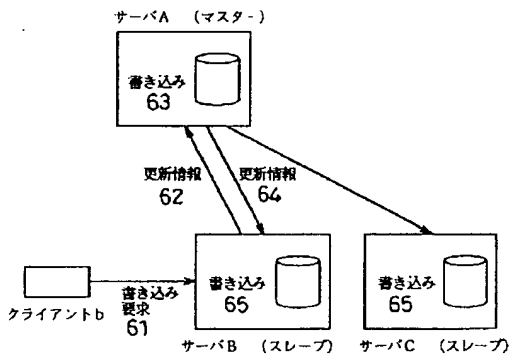 サーバA (マスタ-)
書き込み
63
更新情報
62
更新情報
64
書き込み
65
書き込み
65
クライアントb
書き込み
要求
61
サーバB (スレーブ)
サーバC (スレーブ)